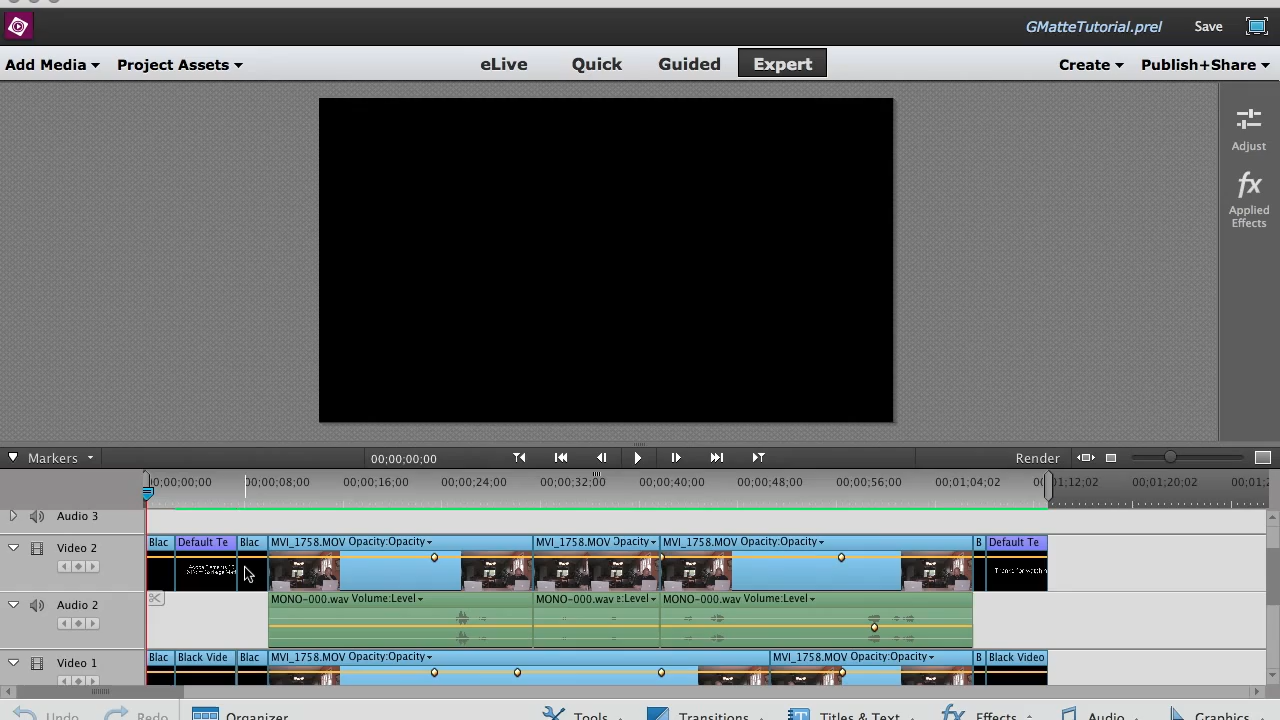 GMatteTutorial.prel Save
Add Media Project Assets eLive Quick Guided Expert Create Publish+Share
Adjust
fx
Applied
Effects
Markers 00;00;00;00 Render
00;00;00;00 00;00;08;00 00;00;16;00 00;00;24;00 00;00;32;00 00;00;40;00 00;00;48;00 00;00;56;00 00;01;04;02 00;01;12;02 00;01;20;02 00;01;2
Audio 3
Video 2 Blac Default Te Blac MVI_1758.MOV Opacity:Opacity MVI_1758.MOV Opacity MVI_1758.MOV Opacity:Opacity B Default Te
Thanks for watchin
Audio 2 MONO-000.wav Volume:Level MONO-000.wav e:Level MONO-000.wav Volume:Level
Video 1 Blac Black Vide Blac MVI_1758.MOV Opacity:Opacity MVI_1758.MOV Opacity:Opacity B Black Video
Undo Redo Organizer Tools Transitions Titles & Text fx Effects Audio Graphics